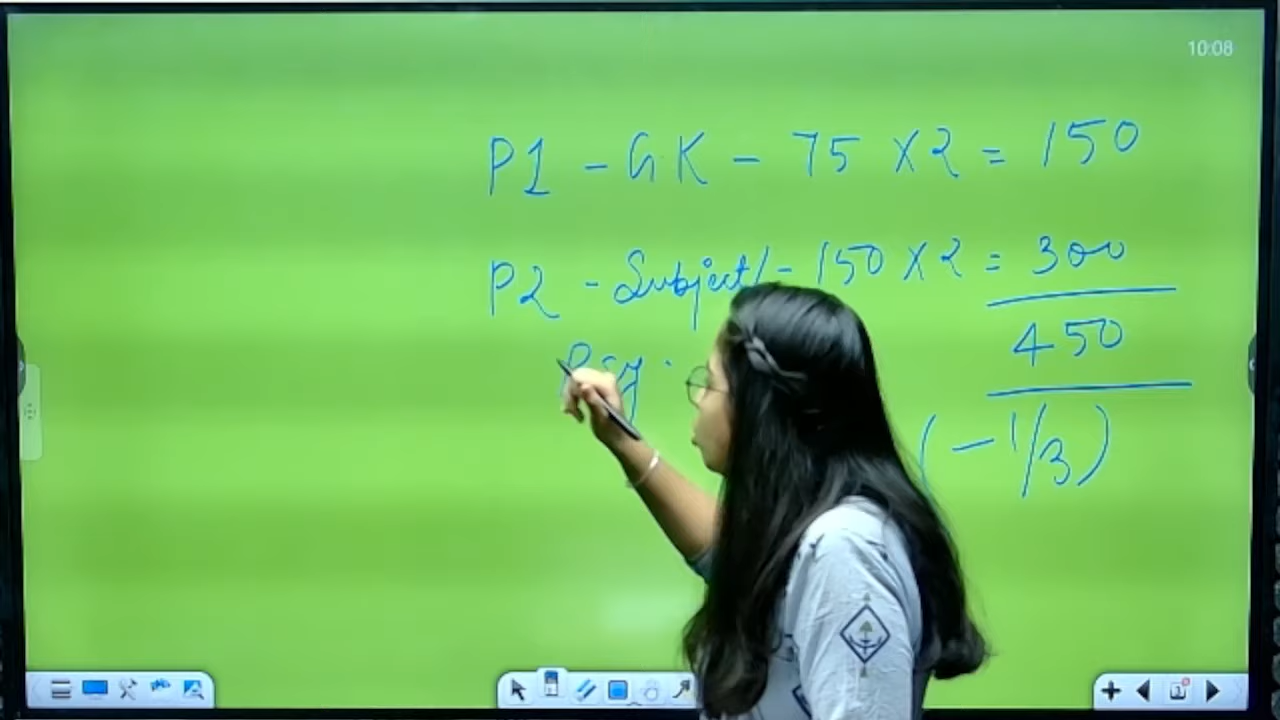 10:08
P1 - GK - 75 X 2 = 150
P2 - Subject - 150 X 2 = 300
450
(-1/3)